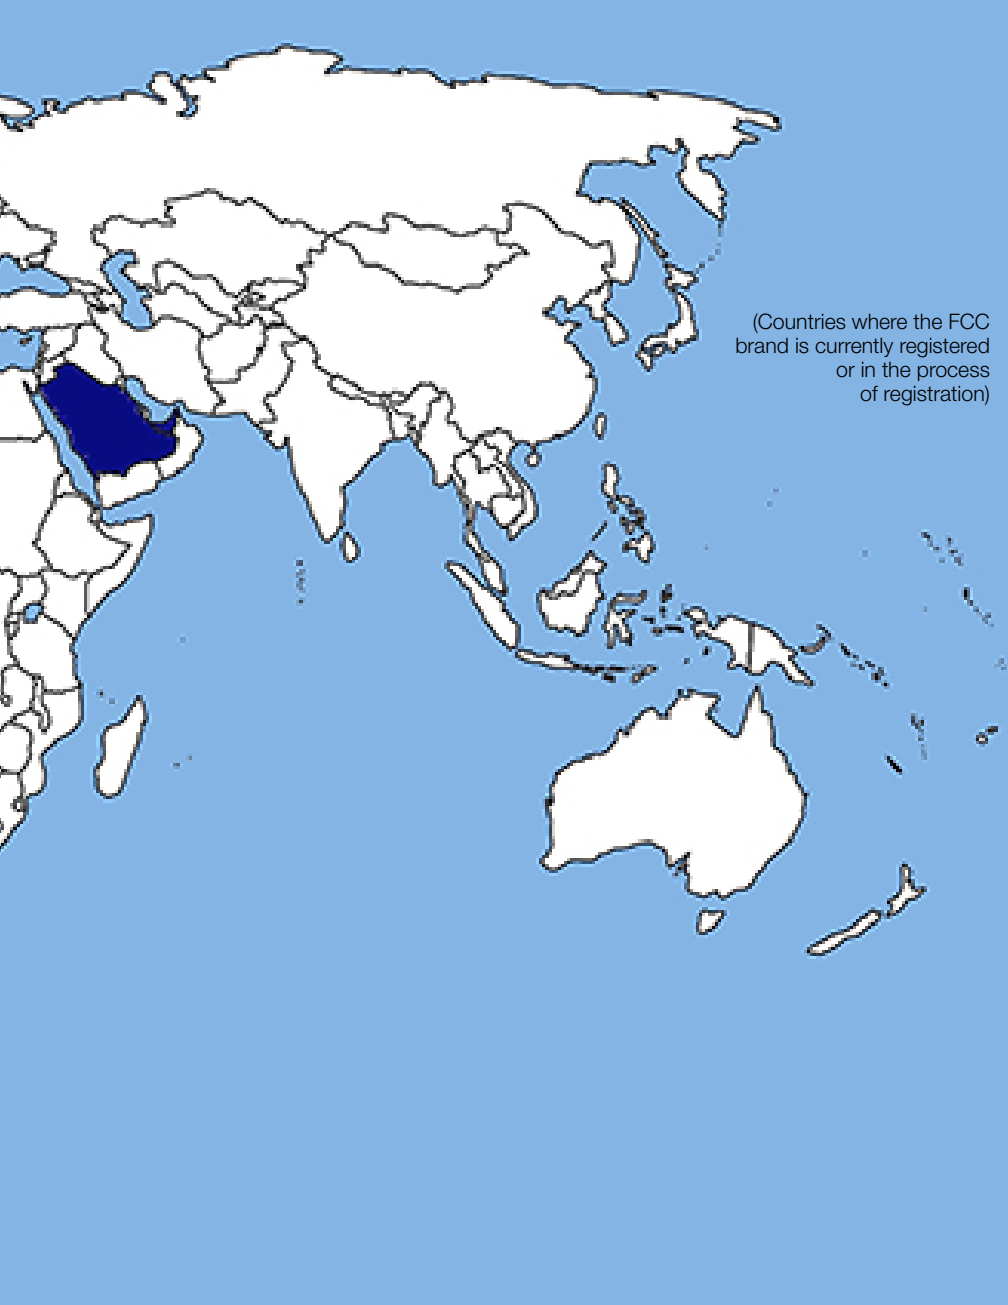 (Countries where the FCC
brand is currently registered
or in the process
of registration)